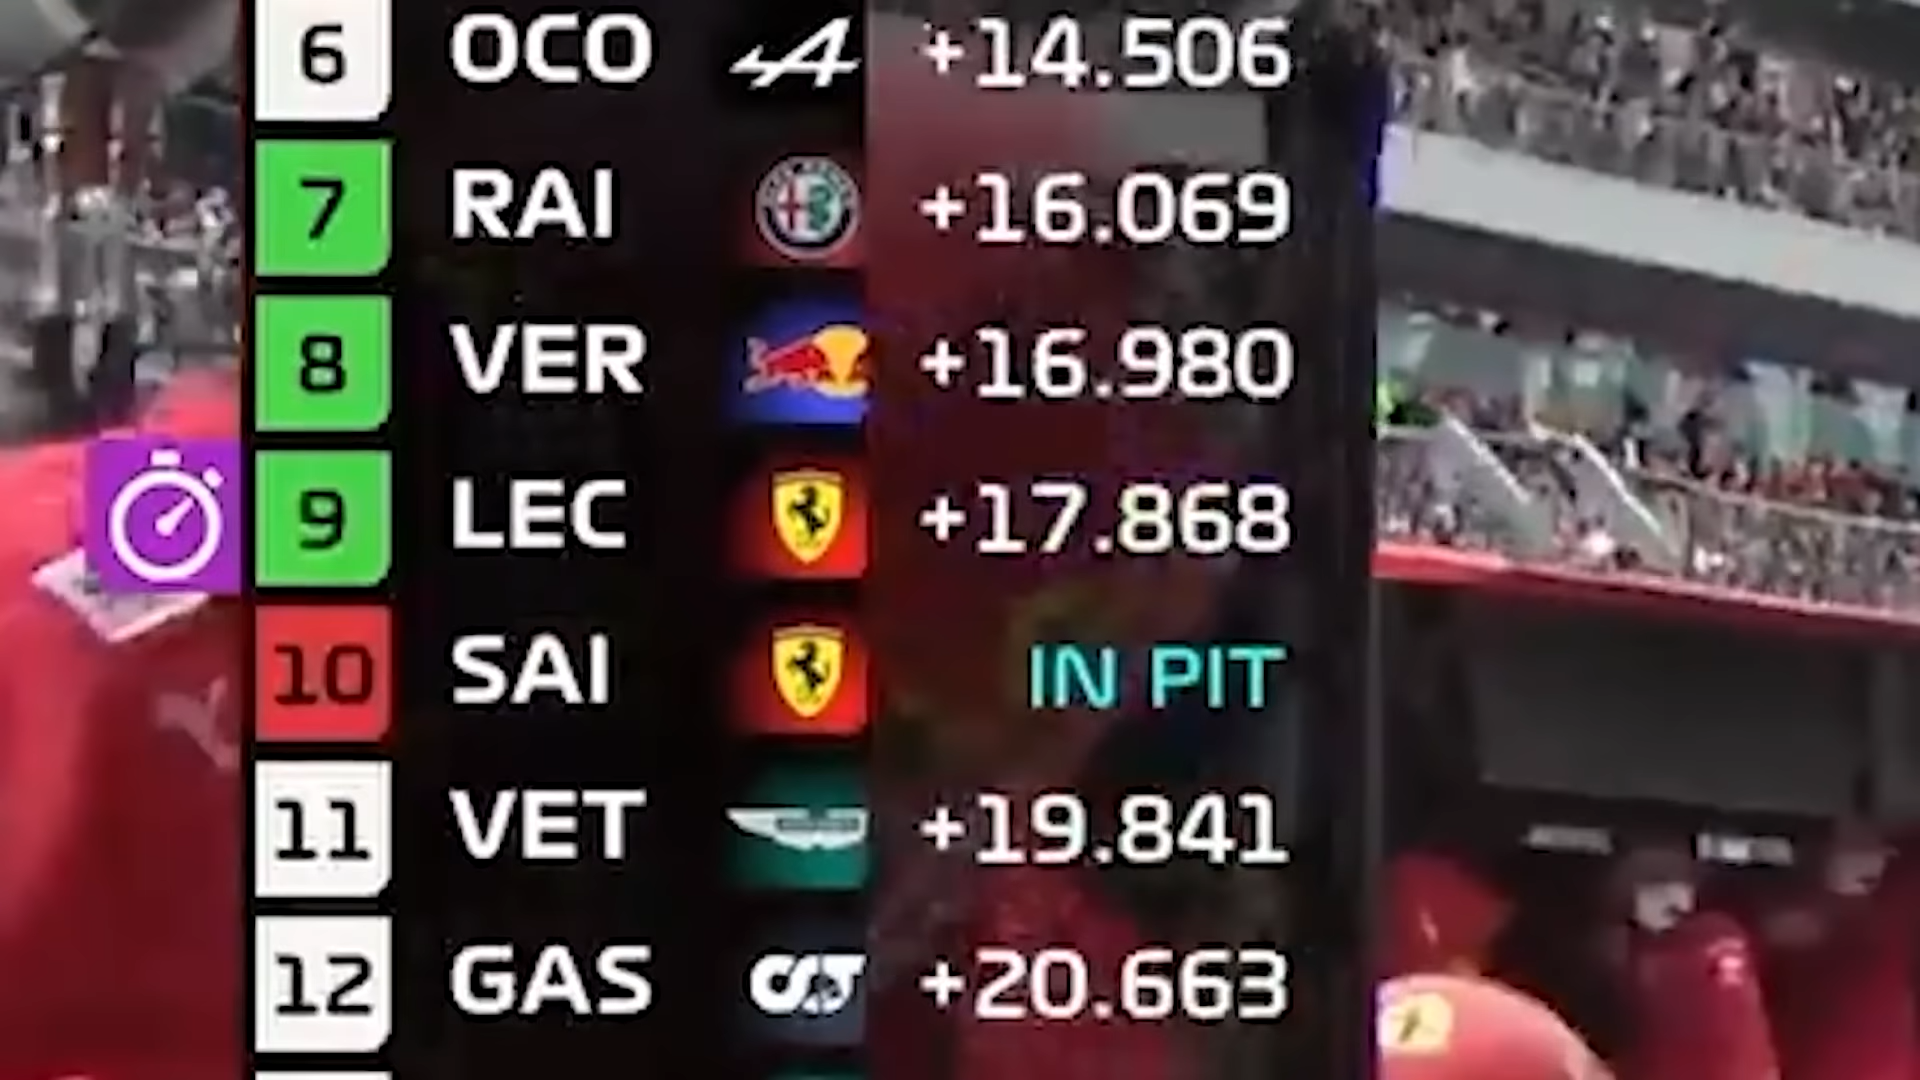 6 OCO +14.506
7 RAI +16.069
8 VER +16.980
9 LEC +17.868
10 SAI IN PIT
11 VET +19.841
12 GAS +20.663